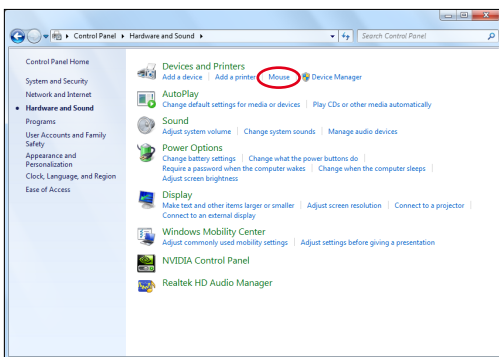 Control Panel Hardware and Sound Search Control Panel
Control Panel Home
System and Security
Network and Internet
Hardware and Sound
Programs
User Accounts and Family
Safety
Appearance and
Personalization
Clock, Language, and Region
Ease of Access
Devices and Printers
Add a device Add a printer Mouse Device Manager
AutoPlay
Change default settings for media or devices Play CDs or other media automatically
Sound
Adjust system volume Change system sounds Manage audio devices
Power Options
Change battery settings Change what the power buttons do
Require a password when the computer wakes Change when the computer sleeps
Adjust screen brightness
Display
Make text and other items larger or smaller Adjust screen resolution Connect to a projector
Connect to an external display
Windows Mobility Center
Adjust commonly used mobility settings Adjust settings before giving a presentation
NVIDIA Control Panel
Realtek HD Audio Manager